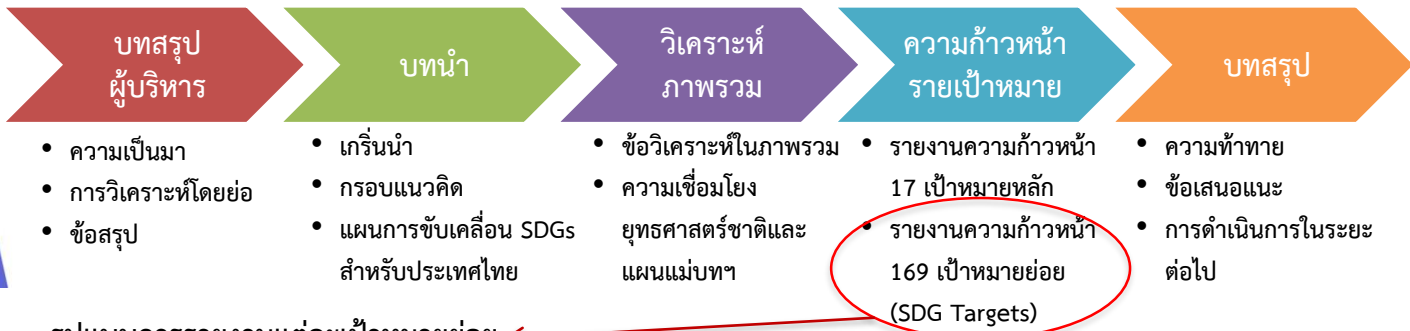 บทสรุป
ผู้บริหาร
บทนำ
วิเคราะห์
ภาพรวม
ความก้าวหน้า
รายเป้าหมาย
บทสรุป
• ความเป็นมา
• การวิเคราะห์โดยย่อ
• ข้อสรุป
• เกริ่นนำ
• กรอบแนวคิด
• แผนการขับเคลื่อน SDGs
สำหรับประเทศไทย
• ข้อวิเคราะห์ในภาพรวม
• ความเชื่อมโยง
ยุทธศาสตร์ชาติและ
แผนแม่บทฯ
• รายงานความก้าวหน้า
17 เป้าหมายหลัก
• รายงานความก้าวหน้า
169 เป้าหมายย่อย
(SDG Targets)
• ความท้าทาย
• ข้อเสนอแนะ
• การดำเนินการในระยะ
ต่อไป